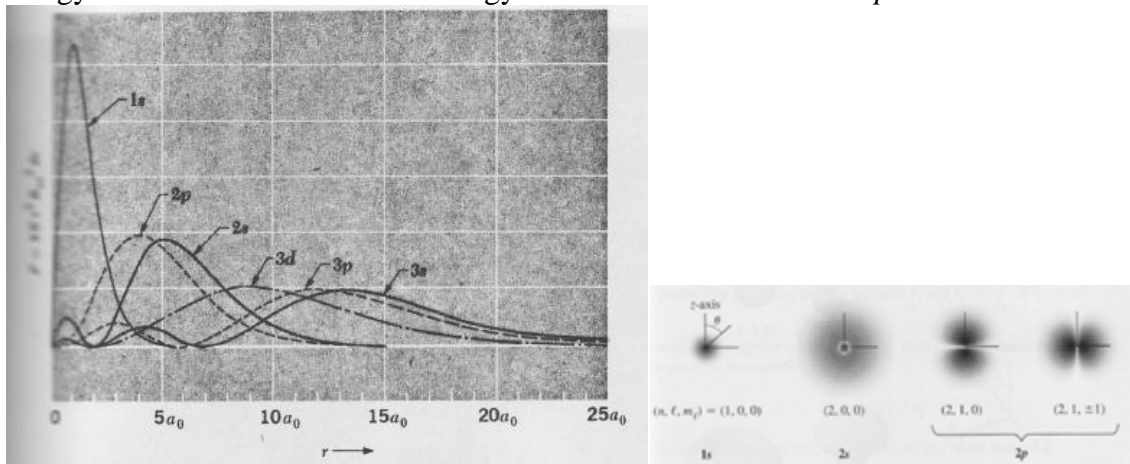 1s
2p
2s
3d
3p
3s
0 5a₀ 10a₀ 15a₀ 20a₀ 25a₀
r →
z-axis
θ
(n, ℓ, mℓ) = (1, 0, 0) (2, 0, 0) (2, 1, 0) (2, 1, ±1)
1s 2s 2p